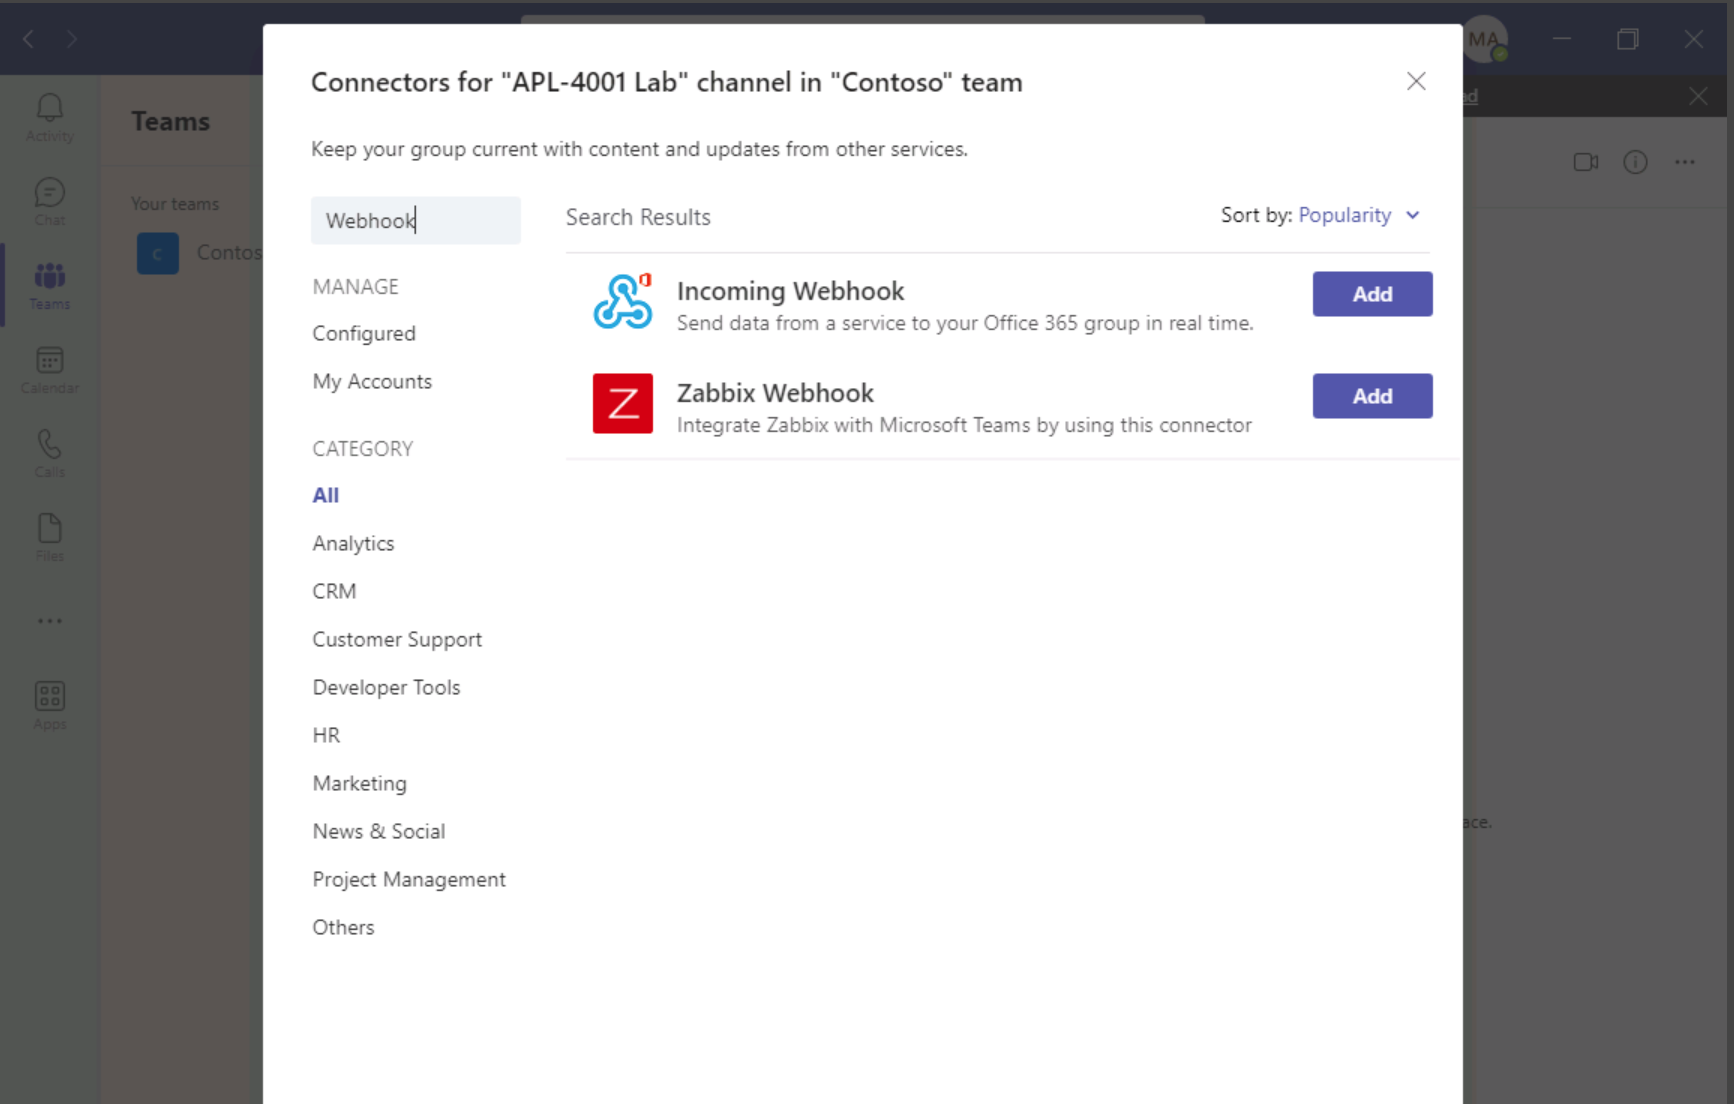 MA
Connectors for "APL-4001 Lab" channel in "Contoso" team
Keep your group current with content and updates from other services.
Activity
Chat
Teams
Calendar
Calls
Files
Apps
Teams
Your teams
C
Contos
Webhook
MANAGE
Configured
My Accounts
CATEGORY
All
Analytics
CRM
Customer Support
Developer Tools
HR
Marketing
News & Social
Project Management
Others
Search Results
Sort by: Popularity
Incoming Webhook
Send data from a service to your Office 365 group in real time.
Add
Z
Zabbix Webhook
Integrate Zabbix with Microsoft Teams by using this connector
Add
ad
ace.